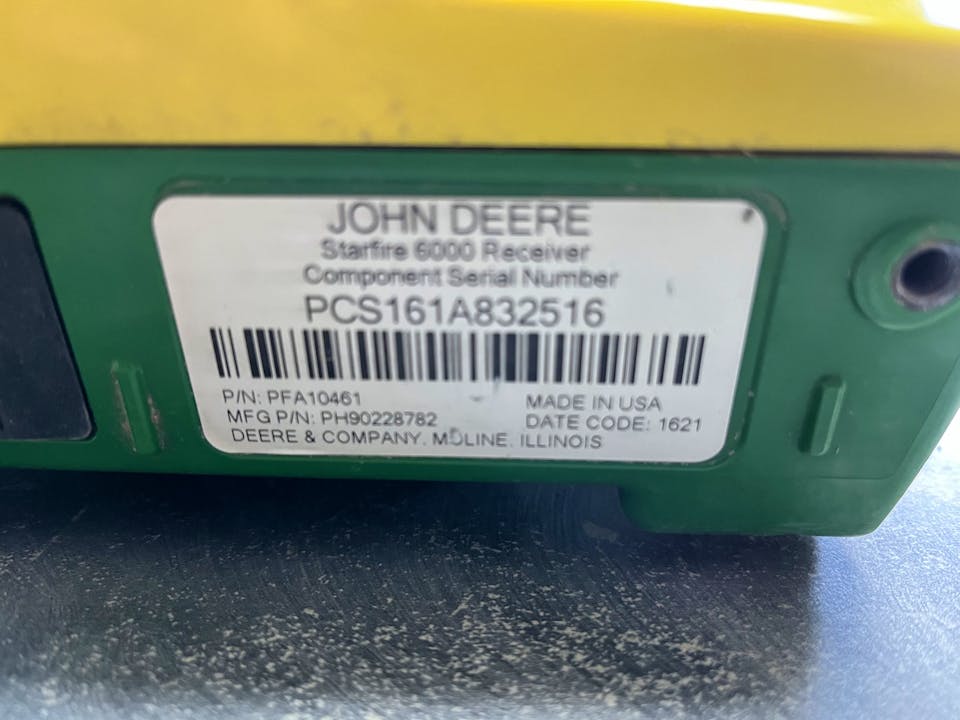 JOHN DEERE
Starfire 6000 Receiver
Component Serial Number
PCS161A832516
P/N: PFA10461
MADE IN USA
MFG P/N: PH90228782
DATE CODE: 1621
DEERE & COMPANY, MOLINE, ILLINOIS